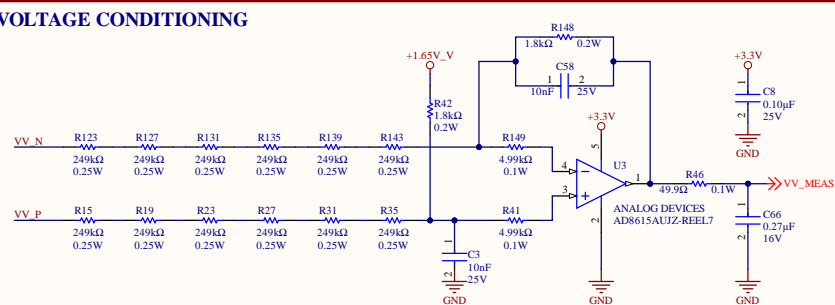 VOLTAGE CONDITIONING
R148
1.8kΩ 0.2W
C58
1 2
10nF 25V
+1.65V_V
R42
1.8kΩ
0.2W
+3.3V
+3.3V
1
2
C8
0.10µF
25V
GND
VV_N
R123 R127 R131 R135 R139 R143 R149
249kΩ 249kΩ 249kΩ 249kΩ 249kΩ 249kΩ 4.99kΩ
0.25W 0.25W 0.25W 0.25W 0.25W 0.25W 0.1W
5
4
3
1
2
U3
ANALOG DEVICES
AD8615AUJZ-REEL7
R46
49.9Ω 0.1W
VV_MEAS
VV_P
R15 R19 R23 R27 R31 R35 R41
249kΩ 249kΩ 249kΩ 249kΩ 249kΩ 249kΩ 4.99kΩ
0.25W 0.25W 0.25W 0.25W 0.25W 0.25W 0.1W
1
2
C3
10nF
25V
GND
GND
1
2
C66
0.27µF
16V
GND